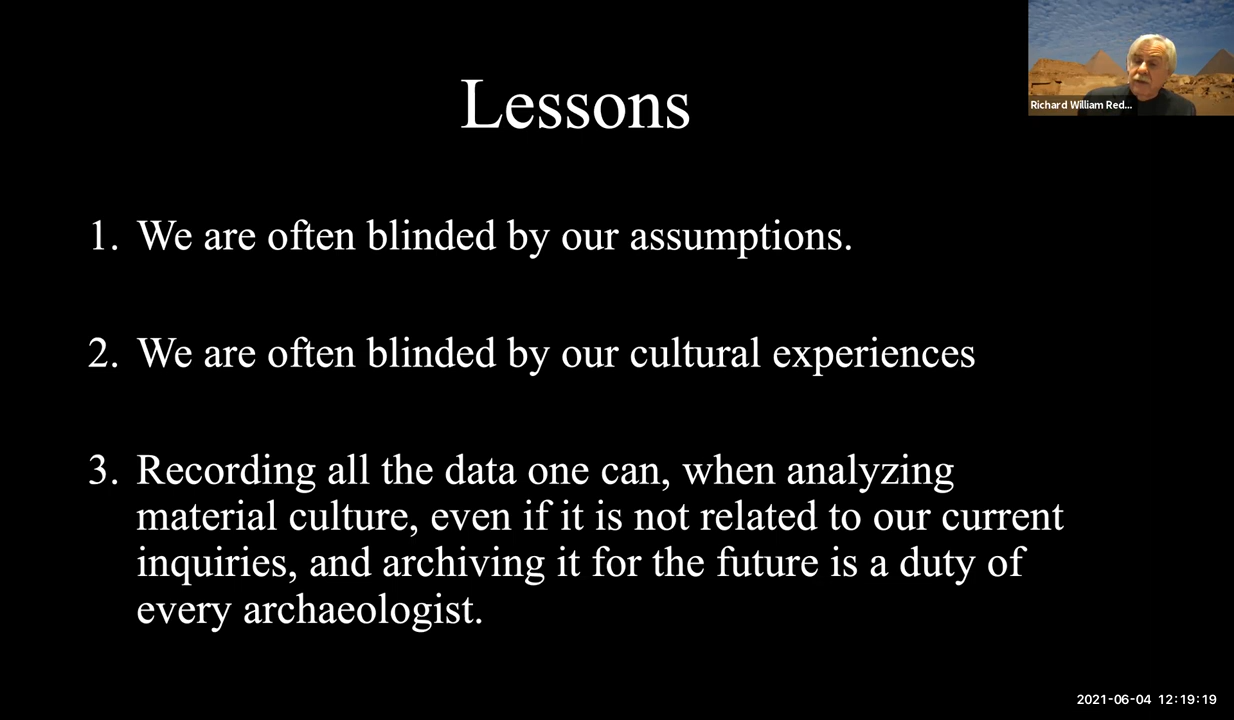 Richard William Red...
Lessons
1. We are often blinded by our assumptions.
2. We are often blinded by our cultural experiences
3. Recording all the data one can, when analyzing
material culture, even if it is not related to our current
inquiries, and archiving it for the future is a duty of
every archaeologist.
2021-06-04 12:19:19